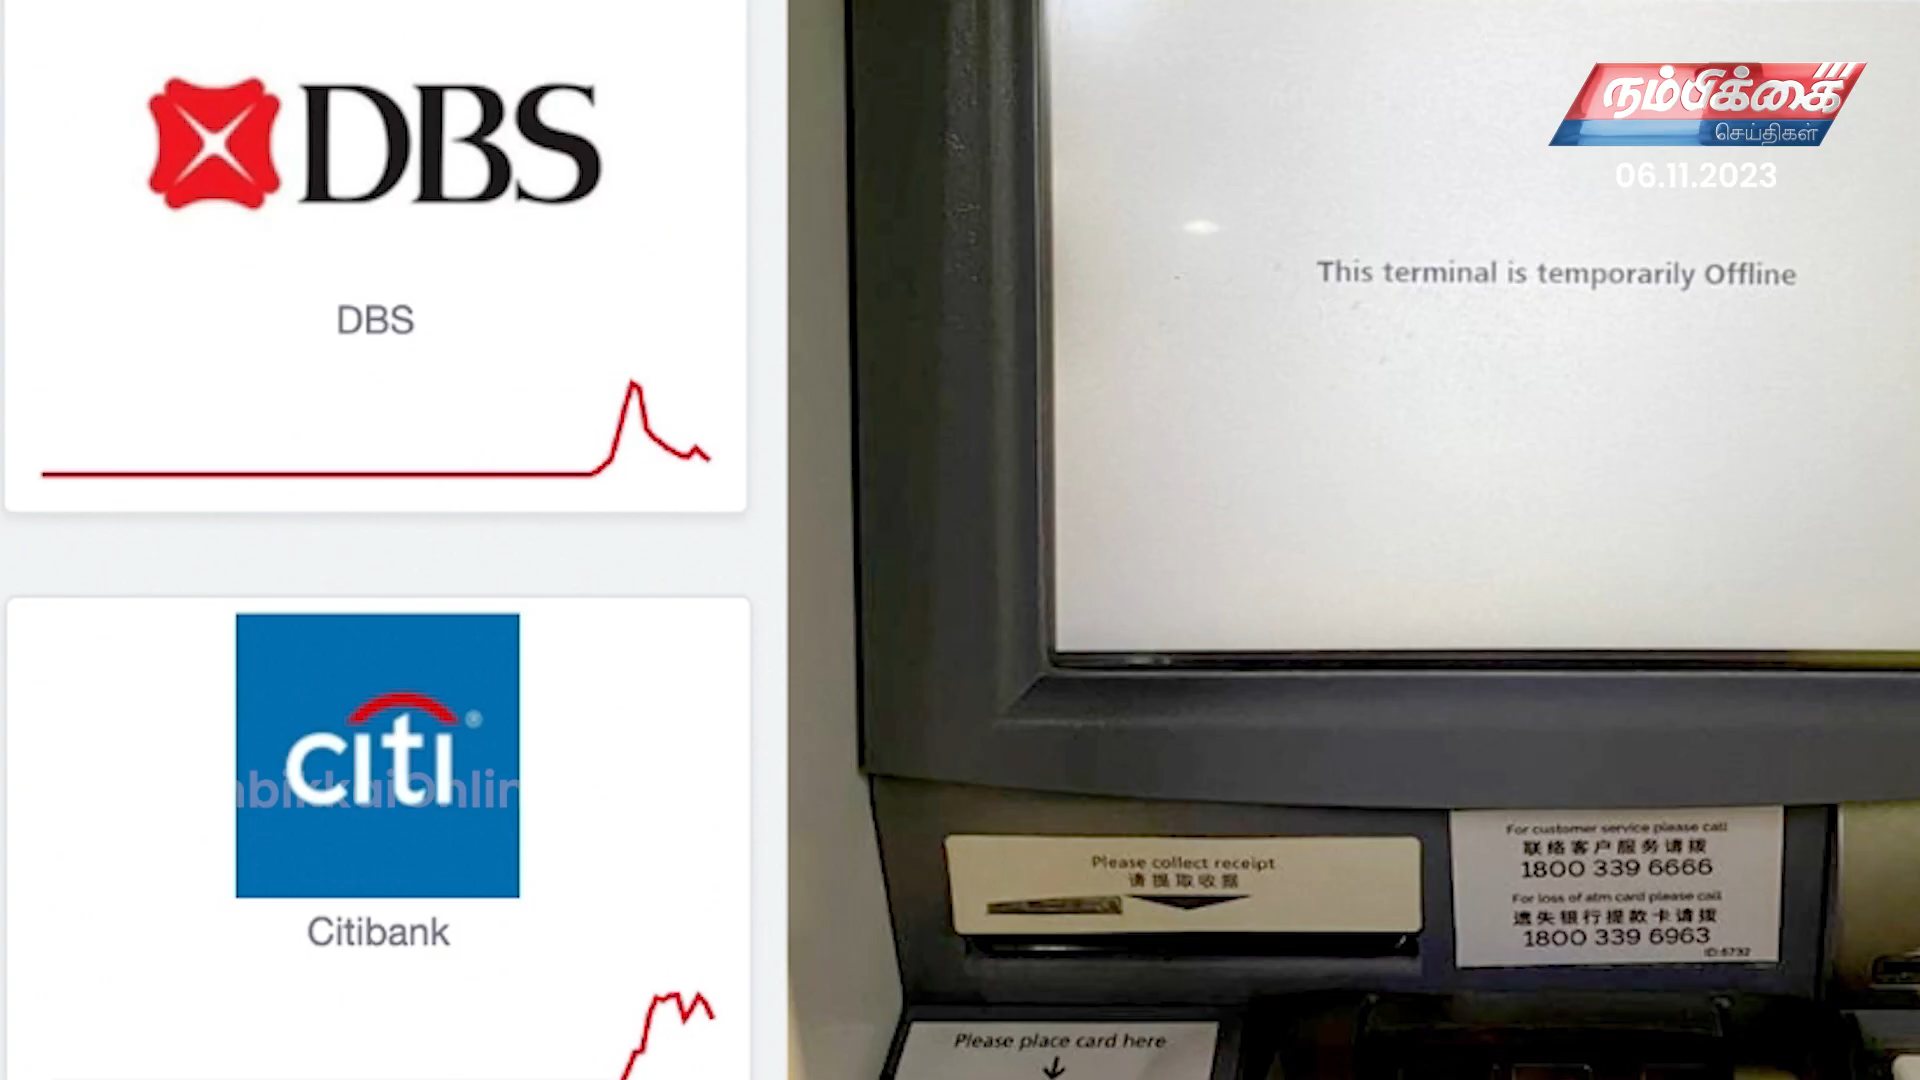 DBS
DBS
citi®
Citibank
நம்பிக்கை
செய்திகள்
06.11.2023
This terminal is temporarily Offline
Please collect receipt
请提取收据
For customer service please call
联络客户服务请拨
1800 339 6666
For loss of atm card please call
遗失银行提款卡请拨
1800 339 6963
Please place card here